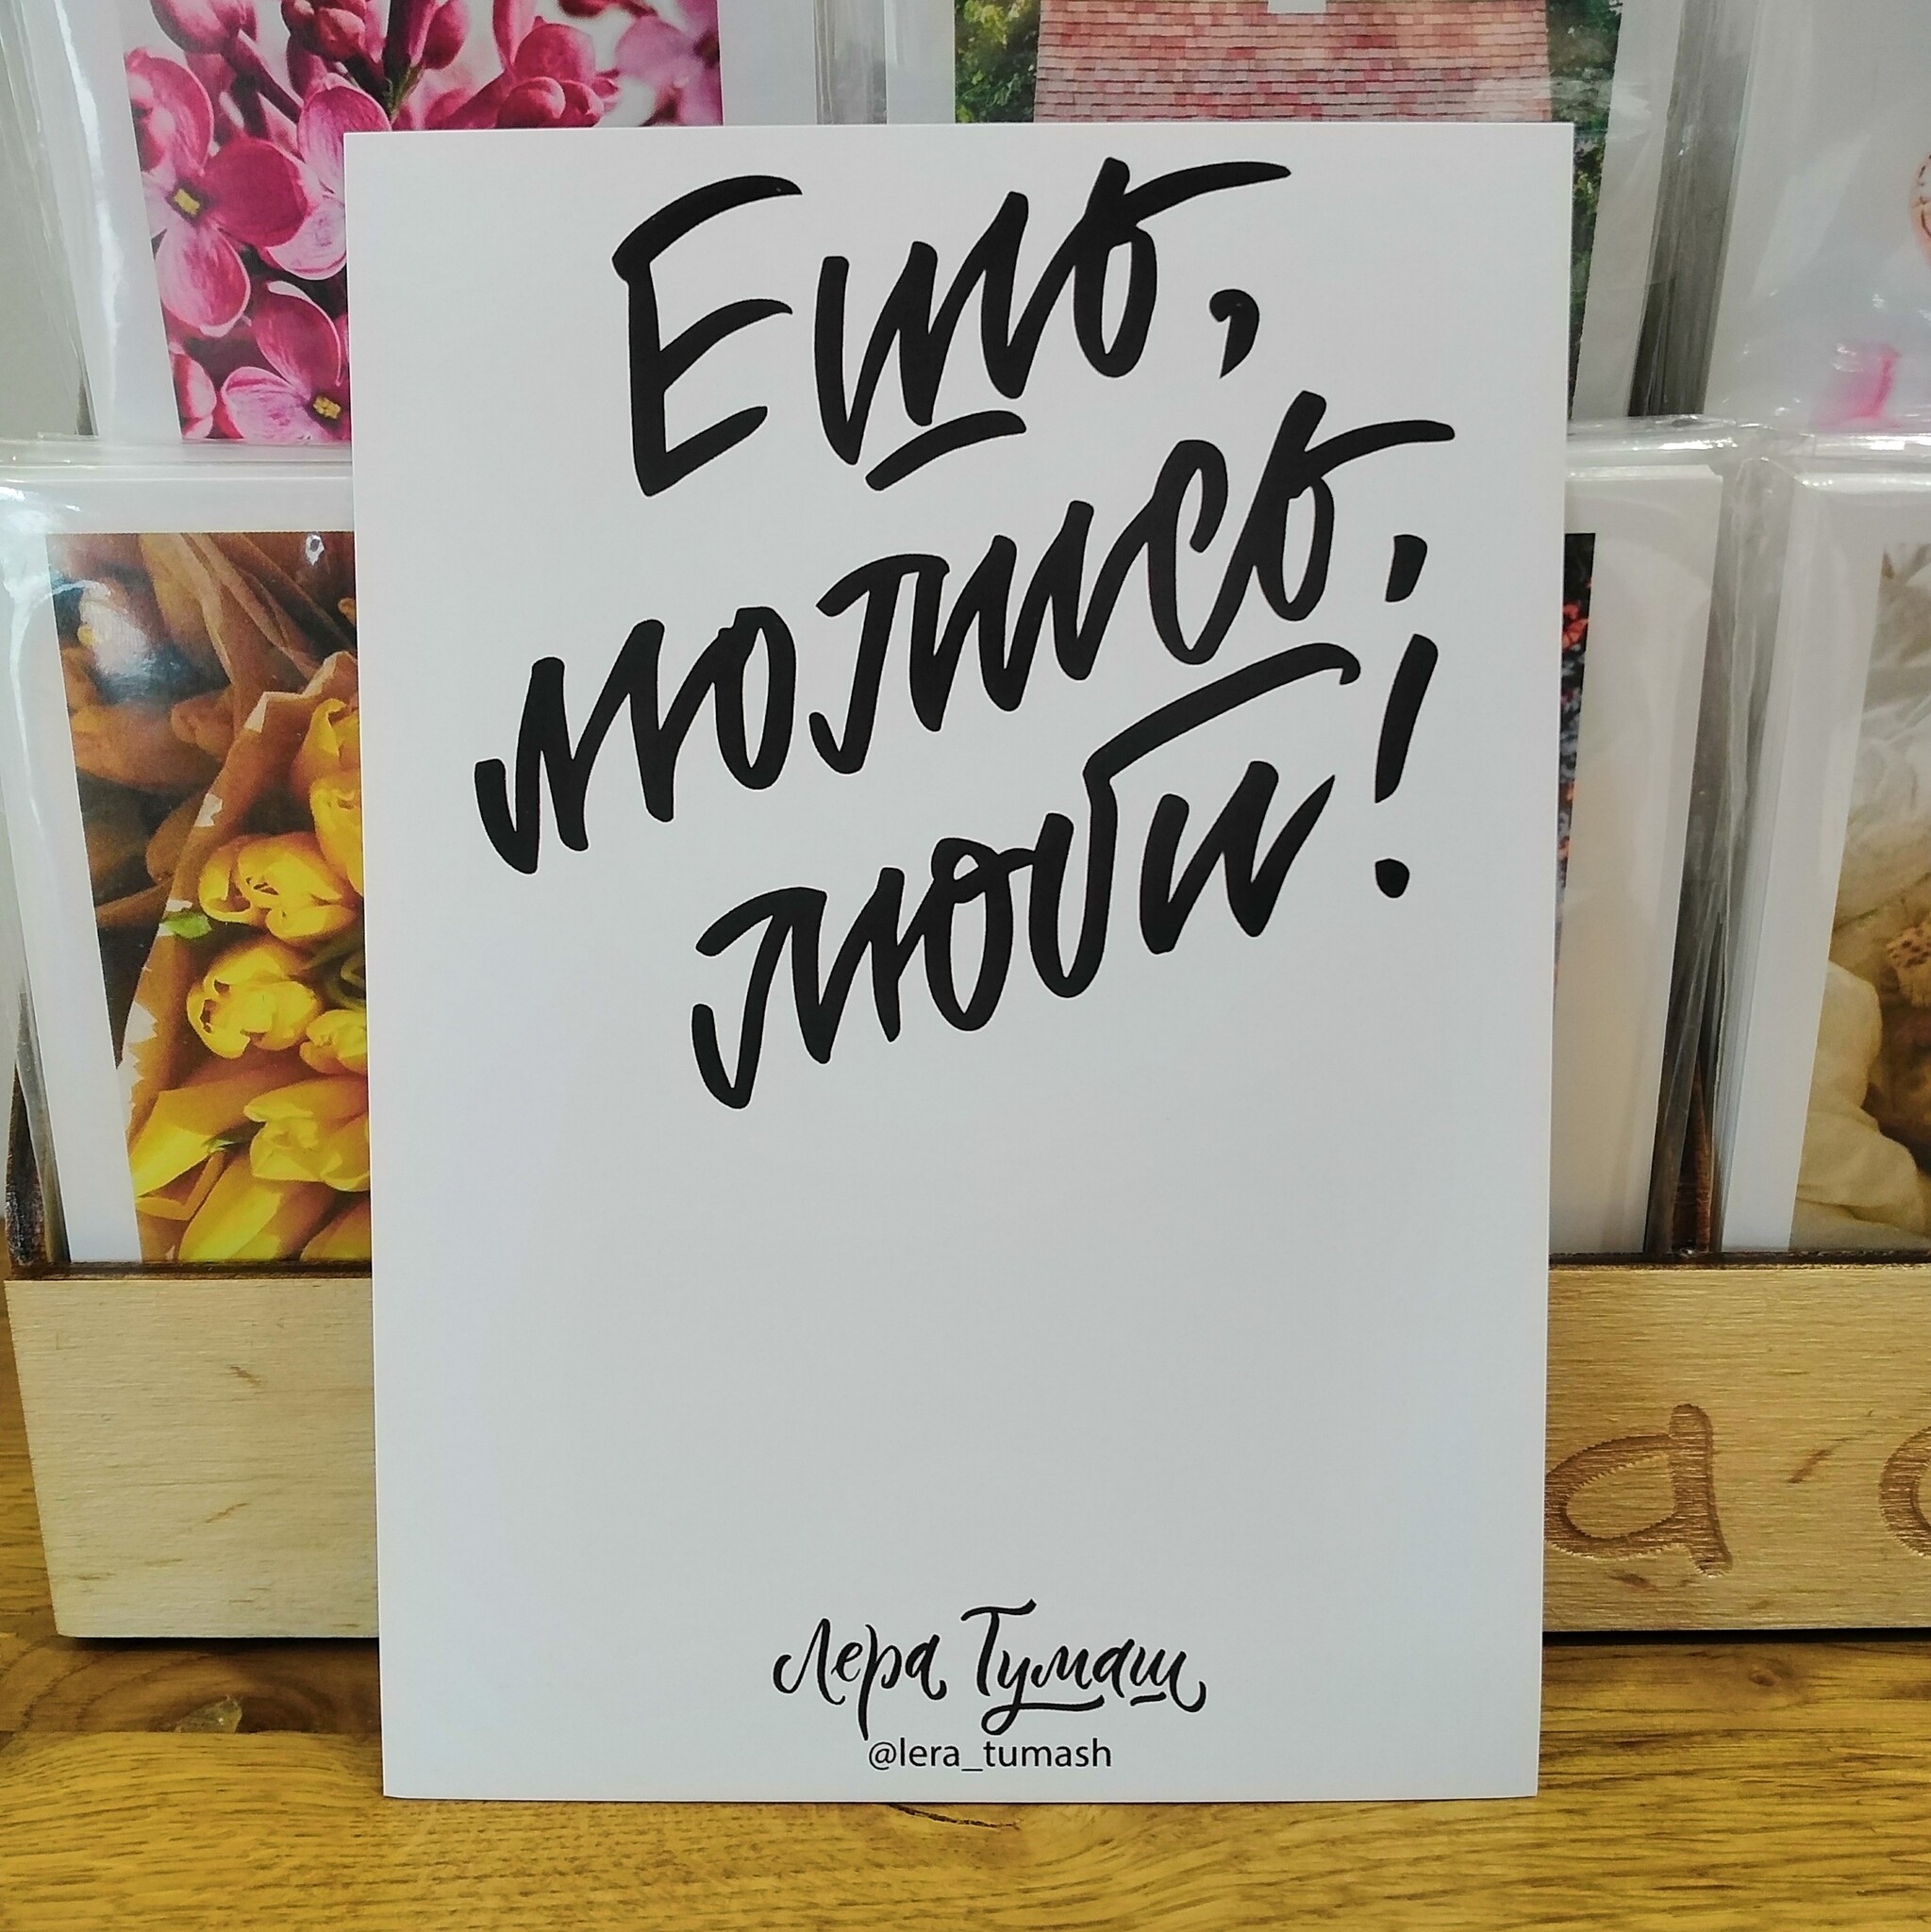 Ешь,
молись,
люби!
Лера Тумаш
@lera_tumash